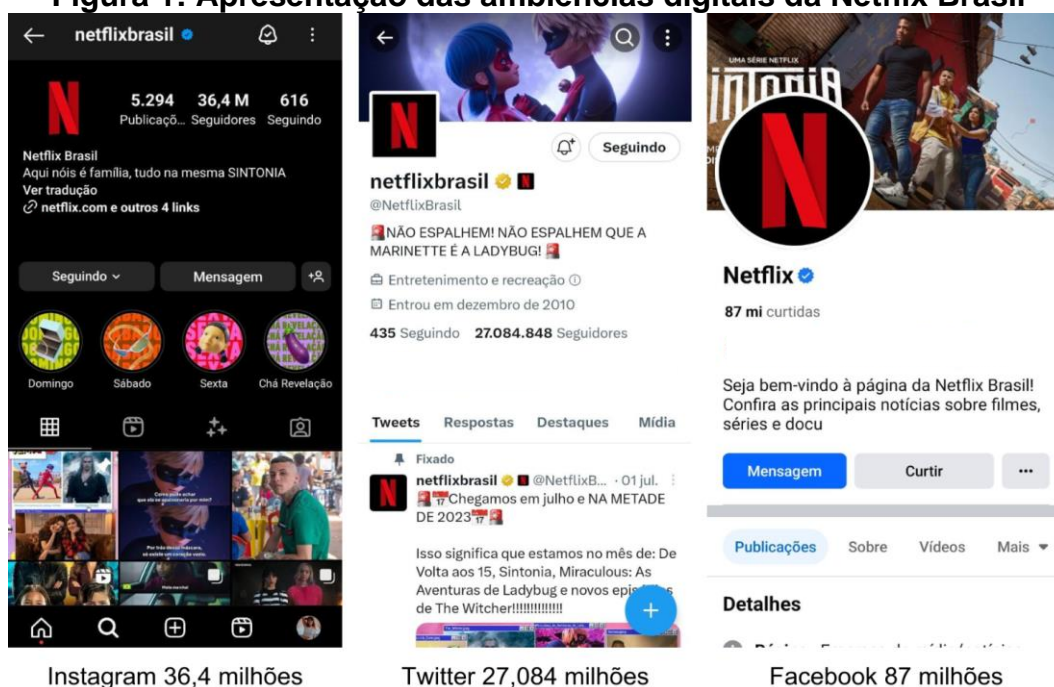 Figura 1: Apresentação das ambiências digitais da Netflix Brasil
netflixbrasil
5.294 36,4 M 616
Publicaçõ... Seguidores Seguindo
Netflix Brasil
Aqui nóis é família, tudo na mesma SINTONIA
Ver tradução
netflix.com e outros 4 links
Seguindo
Mensagem
Domingo Sábado Sexta Chá Revelação
Instagram 36,4 milhões
Seguindo
netflixbrasil
@NetflixBrasil
🚨NÃO ESPALHEM! NÃO ESPALHEM QUE A
MARINETTE É A LADYBUG! 🚨
Entretenimento e recreação
Entrou em dezembro de 2010
435 Seguindo 27.084.848 Seguidores
Tweets Respostas Destaques Mídia
Fixado
netflixbrasil @NetflixB... · 01 jul.
🚨📅Chegamos em julho e NA METADE
DE 2023📅🚨
Isso significa que estamos no mês de: De
Volta aos 15, Sintonia, Miraculous: As
Aventuras de Ladybug e novos
de The Witcher!!!!!!!!!!!!!!
Twitter 27,084 milhões
UMA SÉRIE NETFLIX
Netflix
87 mi curtidas
Seja bem-vindo à página da Netflix Brasil!
Confira as principais notícias sobre filmes,
séries e docu
Mensagem
Curtir
Publicações Sobre Vídeos Mais
Detalhes
Facebook 87 milhões